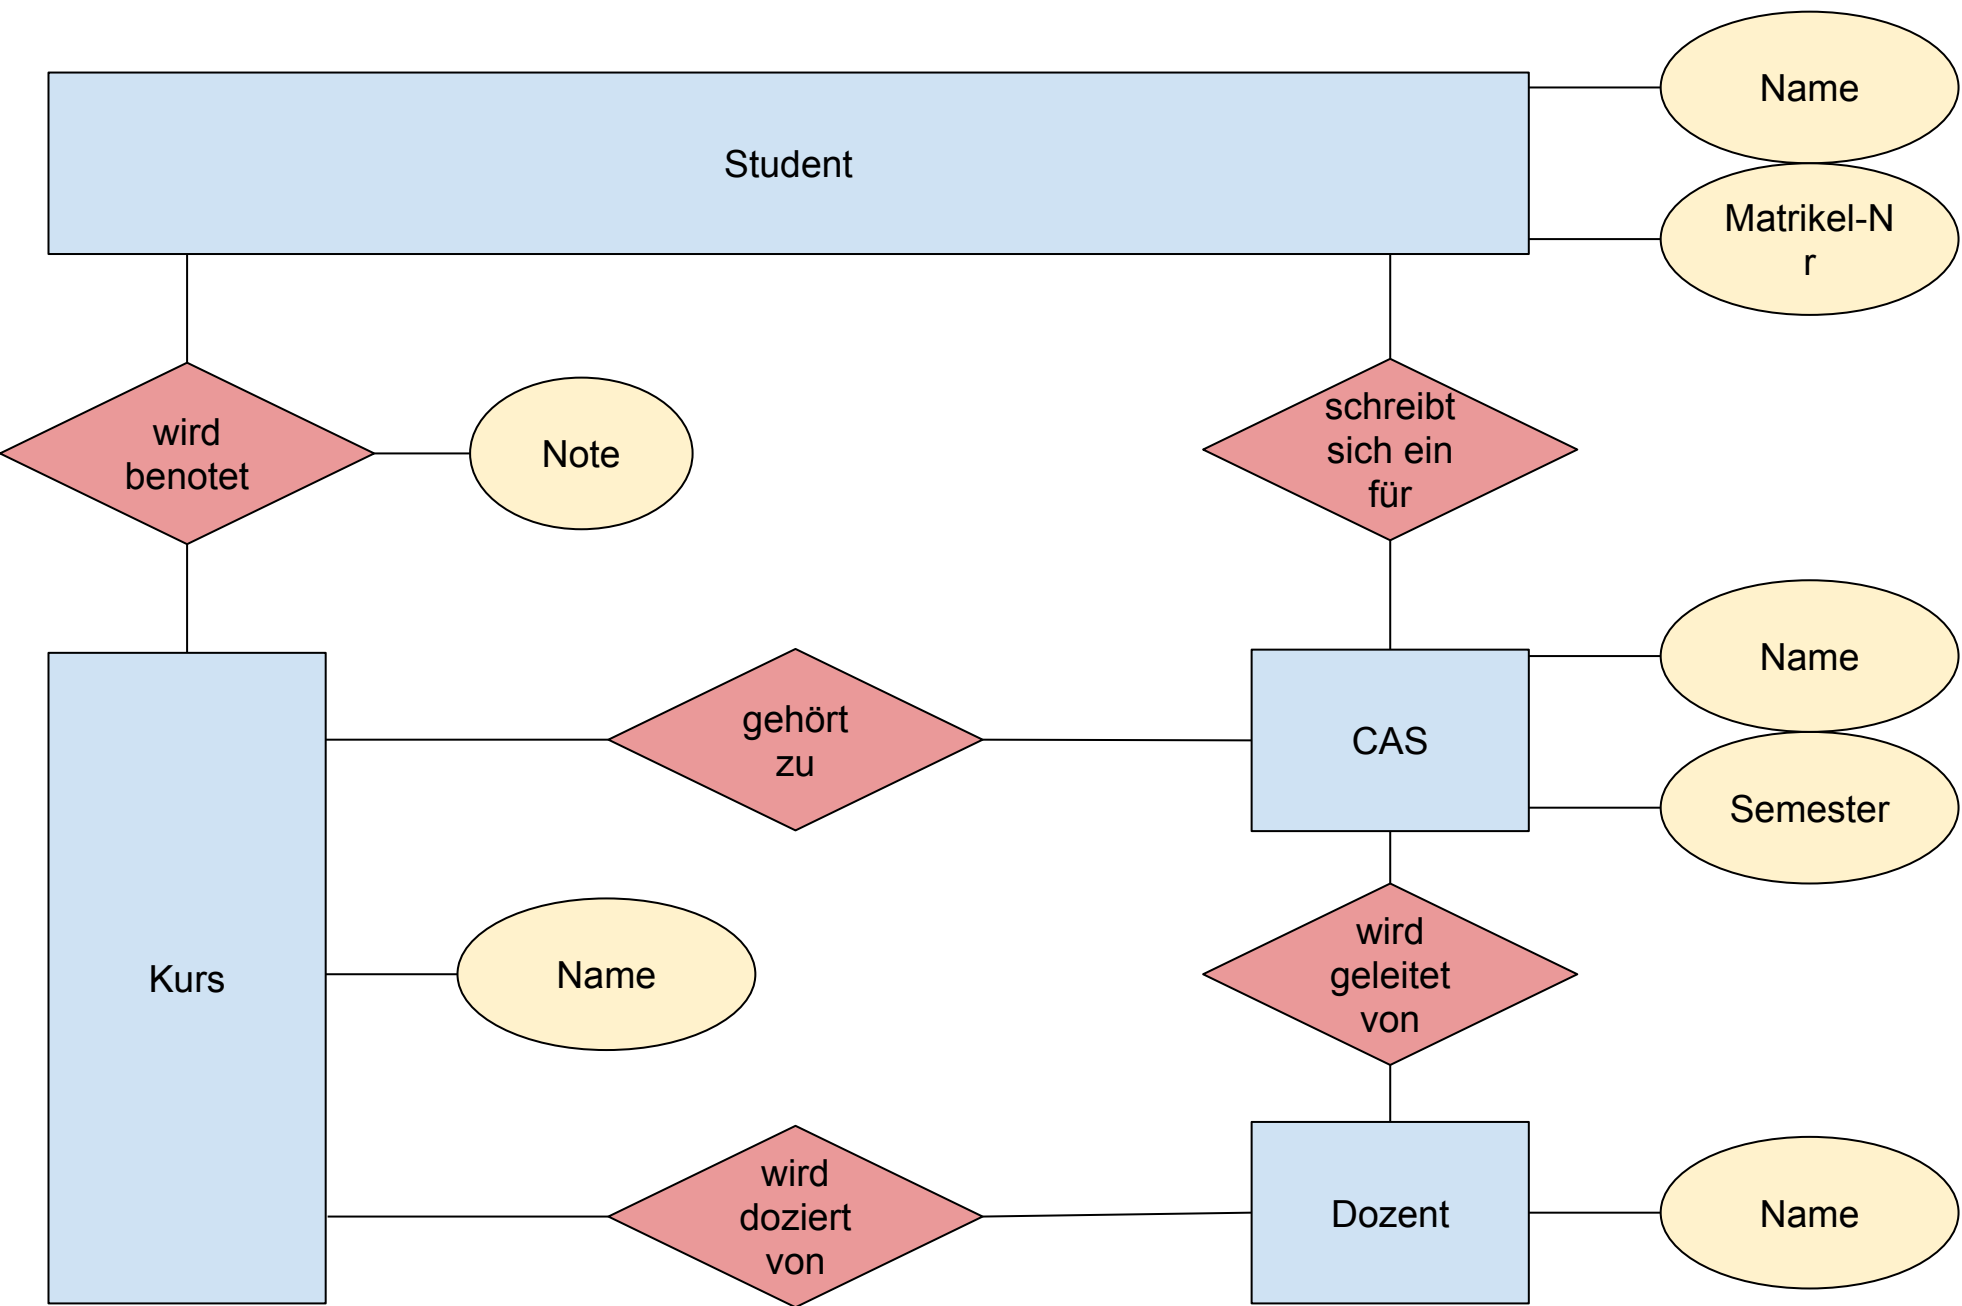 Name
Student
Matrikel-N
r
wird
benotet
Note
schreibt
sich ein
für
Name
gehört
zu
CAS
Semester
Kurs
Name
wird
geleitet
von
wird
doziert
von
Dozent
Name